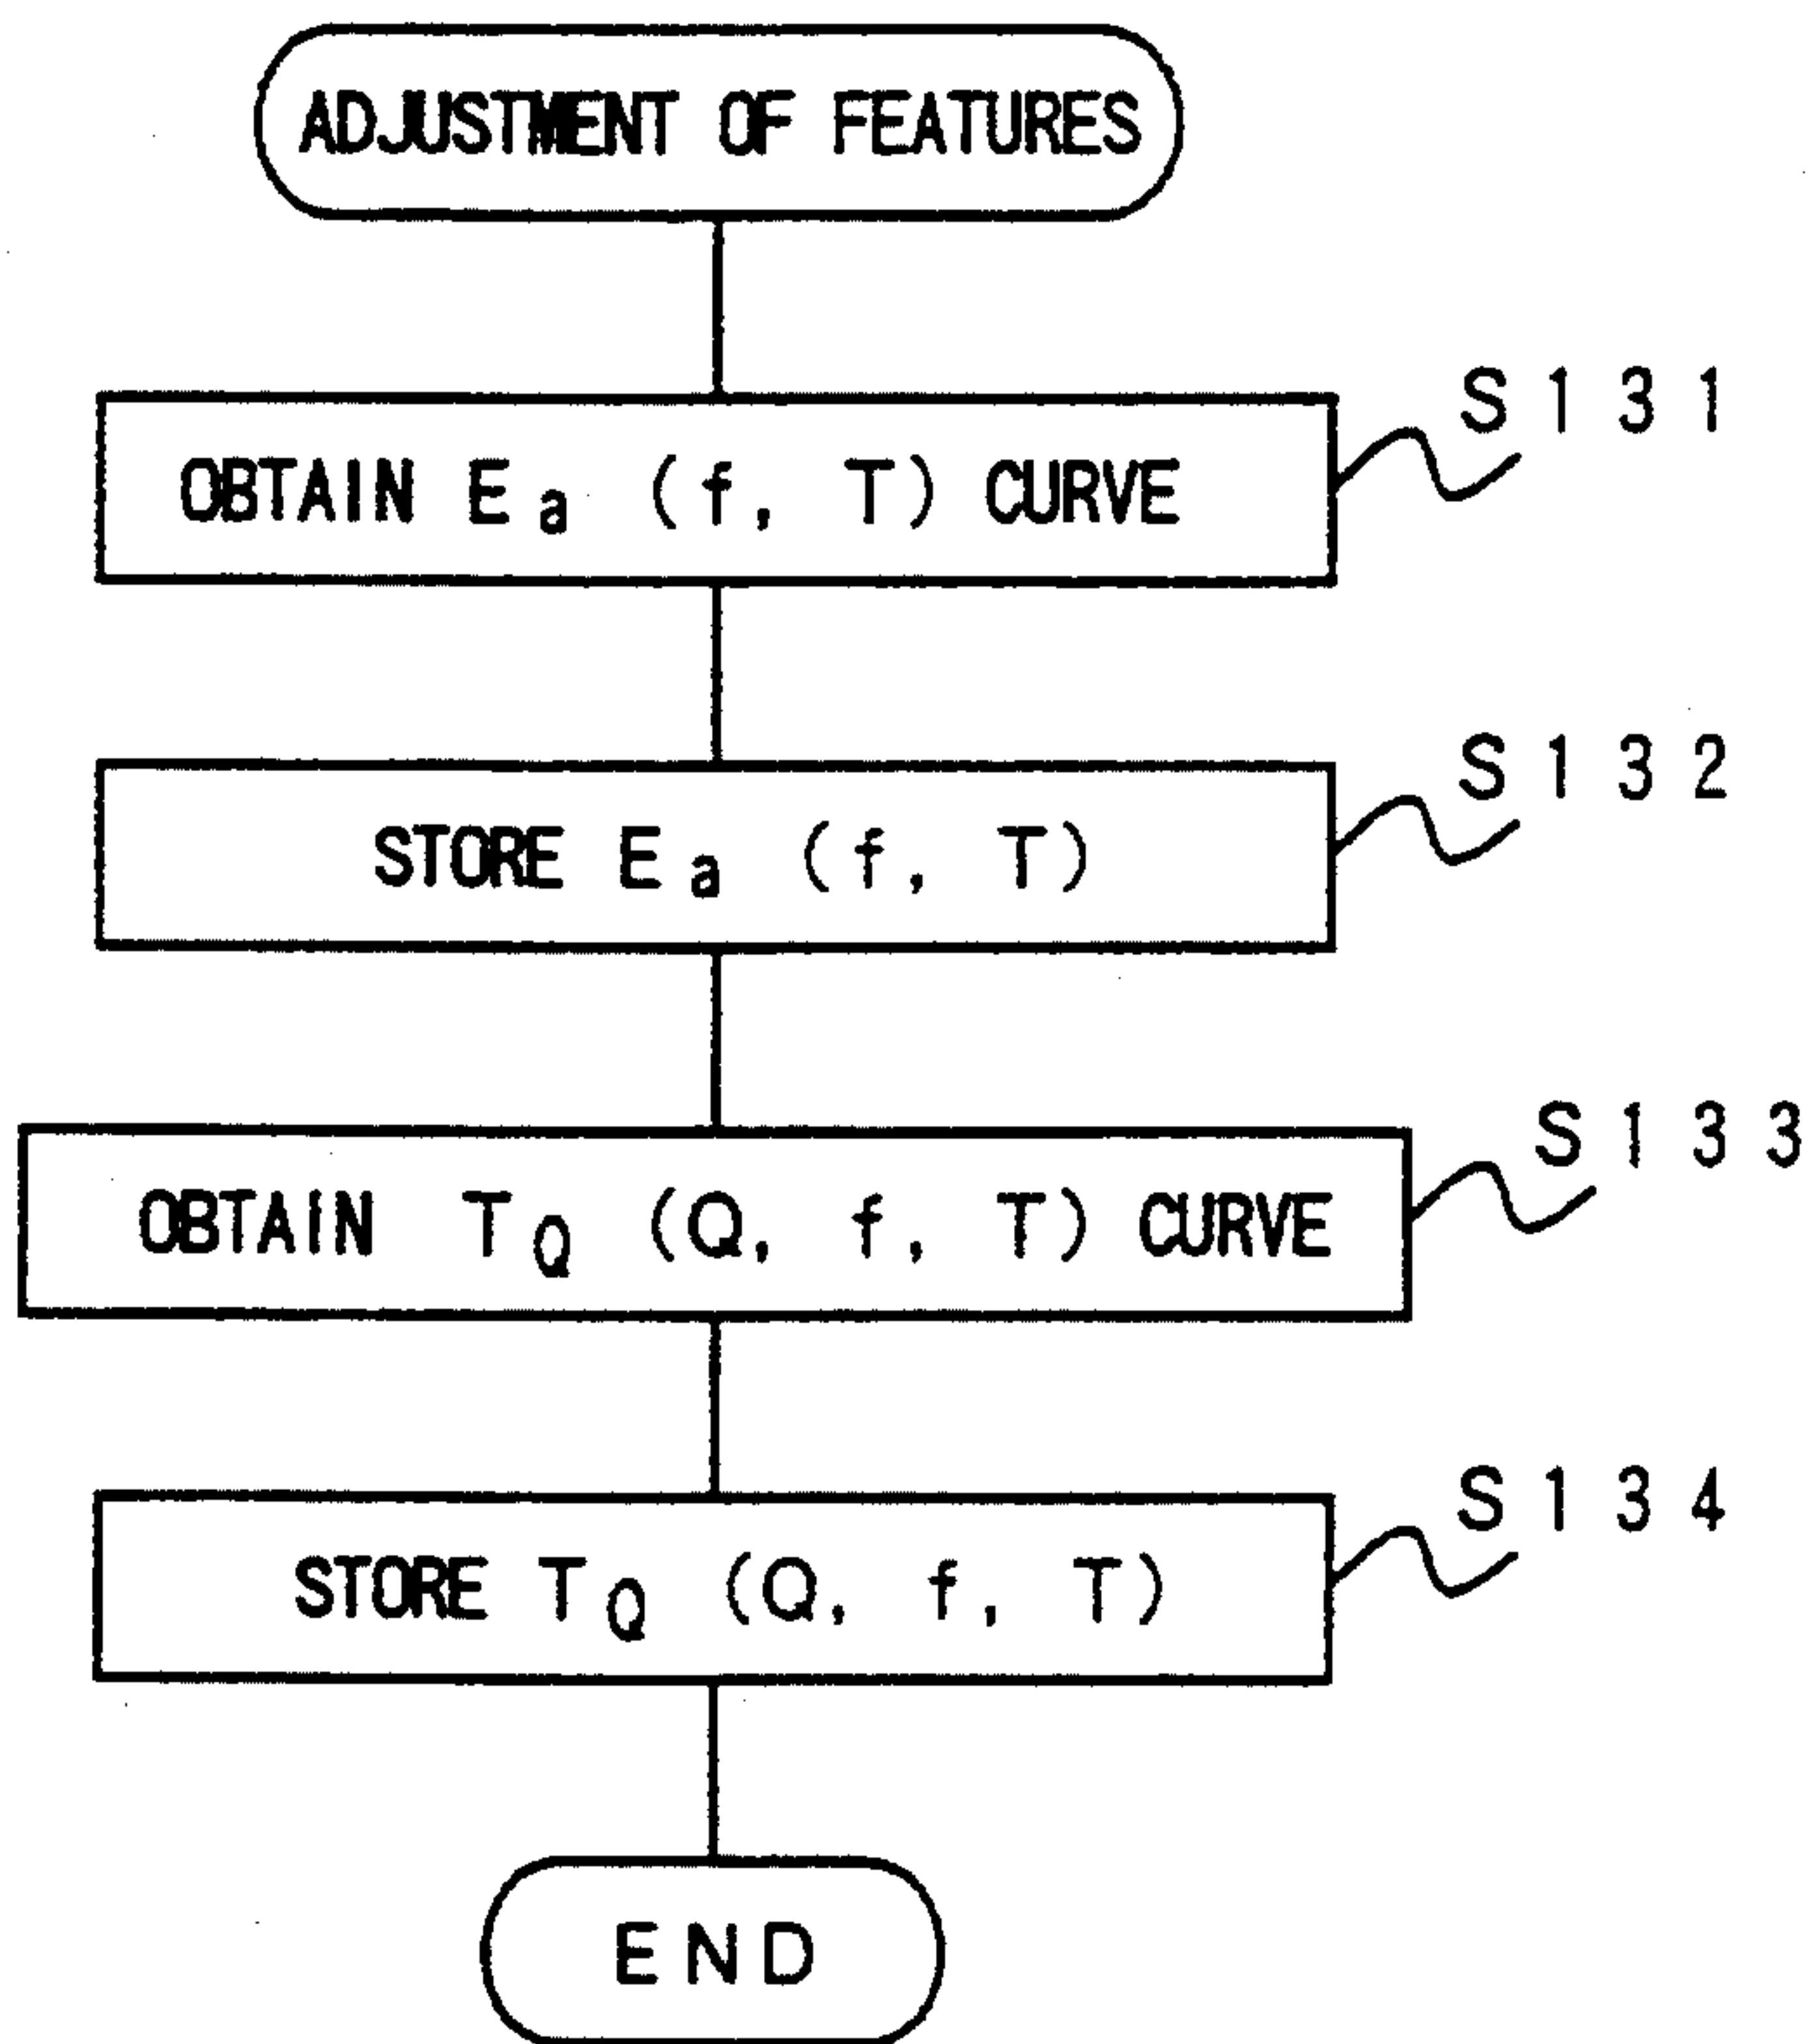 ADJUSTMENT OF FEATURES
S131
OBTAIN Ea (f, T) CURVE
S132
STORE Ea (f, T)
S133
OBTAIN TQ (Q, f, T) CURVE
S134
STORE TQ (Q, f, T)
END